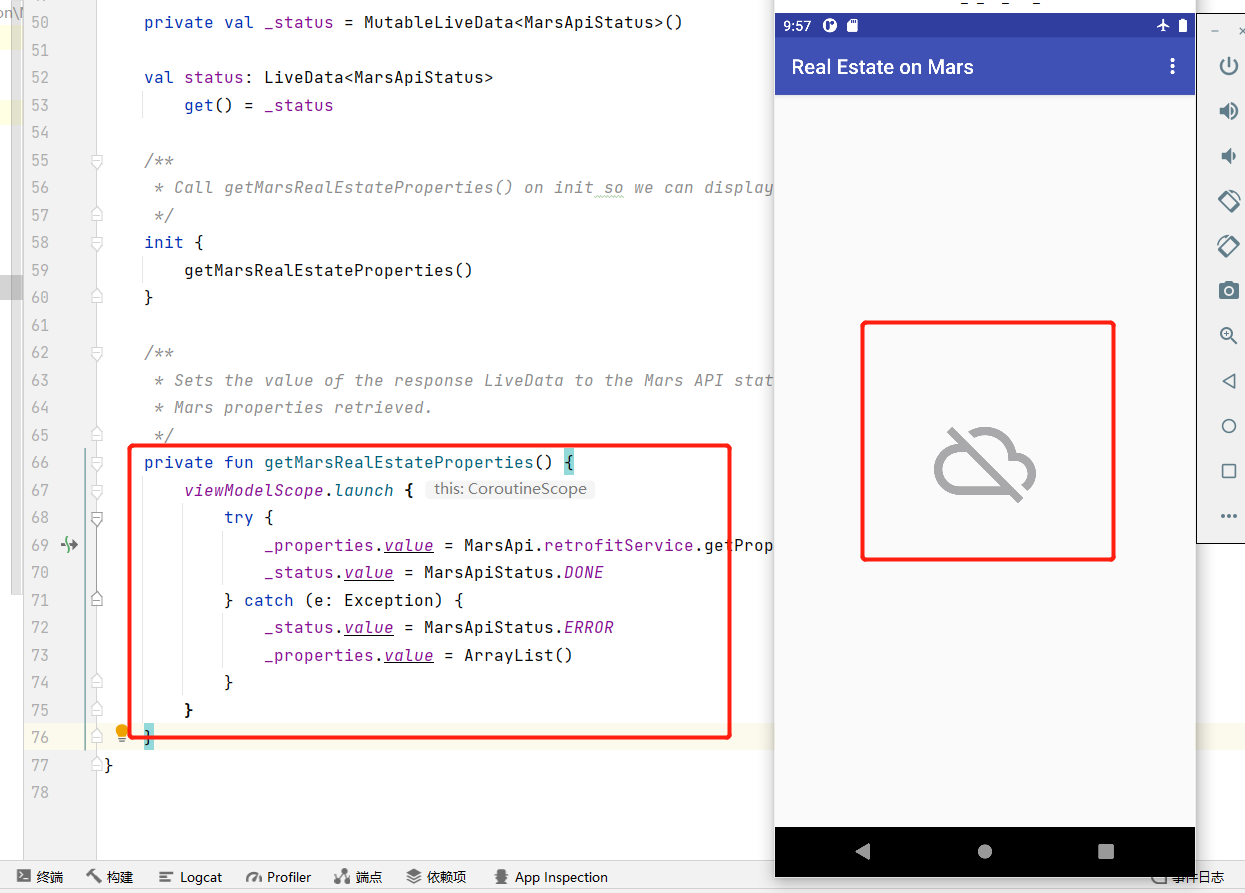 on\
50 private val _status = MutableLiveData<MarsApiStatus>()
51
52 val status: LiveData<MarsApiStatus>
53 get() = _status
54
55 /**
56 * Call getMarsRealEstateProperties() on init so we can display
57 */
58 init {
59 getMarsRealEstateProperties()
60 }
61
62 /**
63 * Sets the value of the response LiveData to the Mars API stat
64 * Mars properties retrieved.
65 */
66 private fun getMarsRealEstateProperties() {
67 viewModelScope.launch { this: CoroutineScope
68 try {
69 _properties.value = MarsApi.retrofitService.getProp
70 _status.value = MarsApiStatus.DONE
71 } catch (e: Exception) {
72 _status.value = MarsApiStatus.ERROR
73 _properties.value = ArrayList()
74 }
75 }
76 }
77 }
78
9:57
Real Estate on Mars
终端 构建 Logcat Profiler 端点 依赖项 App Inspection 事件日志